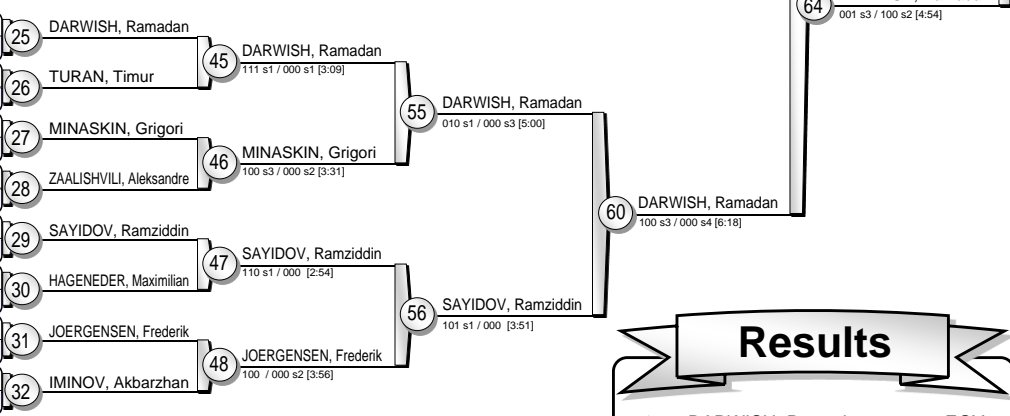 64
001 s3 / 100 s2 [4:54]
25
DARWISH, Ramadan
45
DARWISH, Ramadan
111 s1 / 000 s1 [3:09]
26
TURAN, Timur
55
DARWISH, Ramadan
010 s1 / 000 s3 [5:00]
27
MINASKIN, Grigori
46
MINASKIN, Grigori
100 s3 / 000 s2 [3:31]
28
ZAALISHVILI, Aleksandre
60
DARWISH, Ramadan
100 s3 / 000 s4 [6:18]
29
SAYIDOV, Ramziddin
47
SAYIDOV, Ramziddin
110 s1 / 000 [2:54]
30
HAGENEDER, Maximilian
56
SAYIDOV, Ramziddin
101 s1 / 000 [3:51]
31
JOERGENSEN, Frederik
48
JOERGENSEN, Frederik
100 / 000 s2 [3:56]
32
IMINOV, Akbarzhan
Results